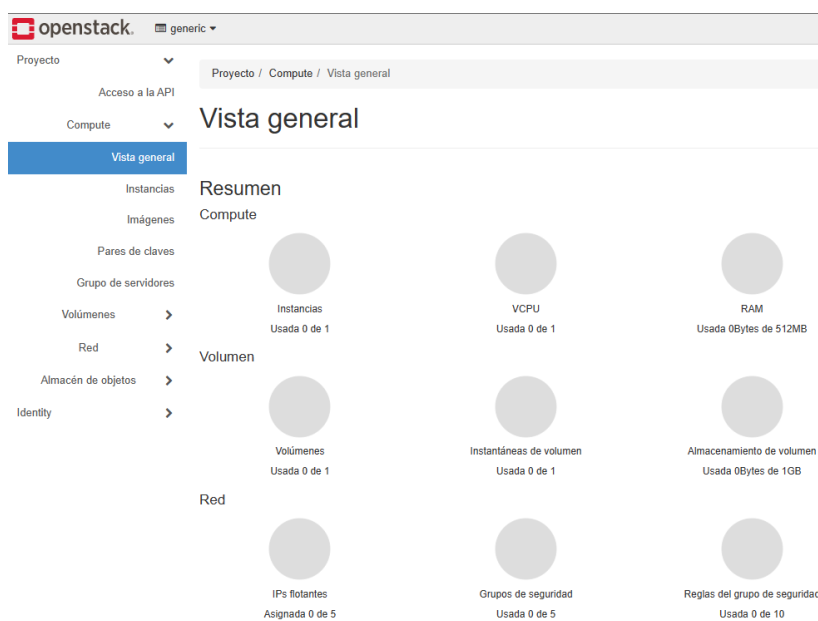 openstack. generic
Proyecto
Acceso a la API
Compute
Vista general
Instancias
Imágenes
Pares de claves
Grupo de servidores
Volúmenes
Red
Almacén de objetos
Identity
Proyecto / Compute / Vista general
Vista general
Resumen
Compute
Instancias VCPU RAM
Usada 0 de 1 Usada 0 de 1 Usada 0Bytes de 512MB
Volumen
Volúmenes Instantáneas de volumen Almacenamiento de volumen
Usada 0 de 1 Usada 0 de 1 Usada 0Bytes de 1GB
Red
IPs flotantes Grupos de seguridad Reglas del grupo de seguridad
Asignada 0 de 5 Usada 0 de 5 Usada 0 de 10